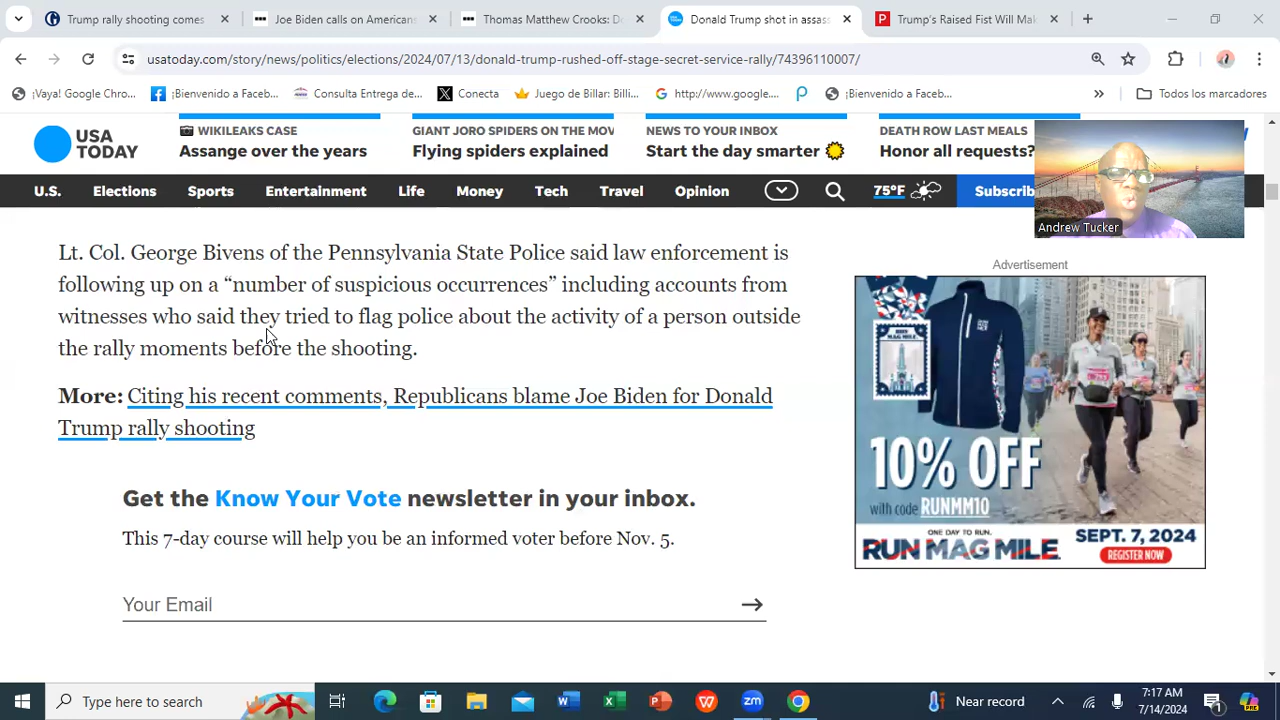 Trump rally shooting comes
Joe Biden calls on American
Thomas Matthew Crooks: Do
Donald Trump shot in assas
Trump's Raised Fist Will Mak
usatoday.com/story/news/politics/elections/2024/07/13/donald-trump-rushed-off-stage-secret-service-rally/74396110007/
¡Vaya! Google Chro...
¡Bienvenido a Faceb...
Consulta Entrega de...
Conecta
Juego de Billar: Billi...
http://www.google....
¡Bienvenido a Faceb...
Todos los marcadores
USA
TODAY
WIKILEAKS CASE
Assange over the years
GIANT JORO SPIDERS ON THE MOV
Flying spiders explained
NEWS TO YOUR INBOX
Start the day smarter
DEATH ROW LAST MEALS
Honor all requests?
U.S.
Elections
Sports
Entertainment
Life
Money
Tech
Travel
Opinion
75°F
Subscrib
Andrew Tucker
Lt. Col. George Bivens of the Pennsylvania State Police said law enforcement is
following up on a “number of suspicious occurrences” including accounts from
witnesses who said they tried to flag police about the activity of a person outside
the rally moments before the shooting.
More: Citing his recent comments, Republicans blame Joe Biden for Donald
Trump rally shooting
Get the Know Your Vote newsletter in your inbox.
This 7-day course will help you be an informed voter before Nov. 5.
Your Email
Advertisement
10% OFF
with code RUNMM10
ONE DAY TO RUN.
RUN MAG MILE.
SEPT. 7, 2024
REGISTER NOW
Type here to search
Near record
7:17 AM
7/14/2024